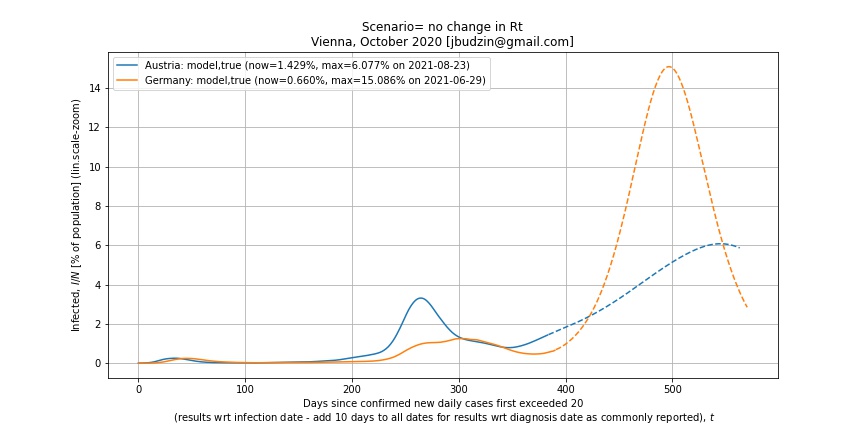 Scenario= no change in Rt
Vienna, October 2020 [jbudzin@gmail.com]
Austria: model,true (now=1.429%, max=6.077% on 2021-08-23)
Germany: model,true (now=0.660%, max=15.086% on 2021-06-29)
Infected, I/N [% of population] (lin.scale-zoom)
14
12
10
8
6
4
2
0
0 100 200 300 400 500
Days since confirmed new daily cases first exceeded 20
(results wrt infection date - add 10 days to all dates for results wrt diagnosis date as commonly reported), t